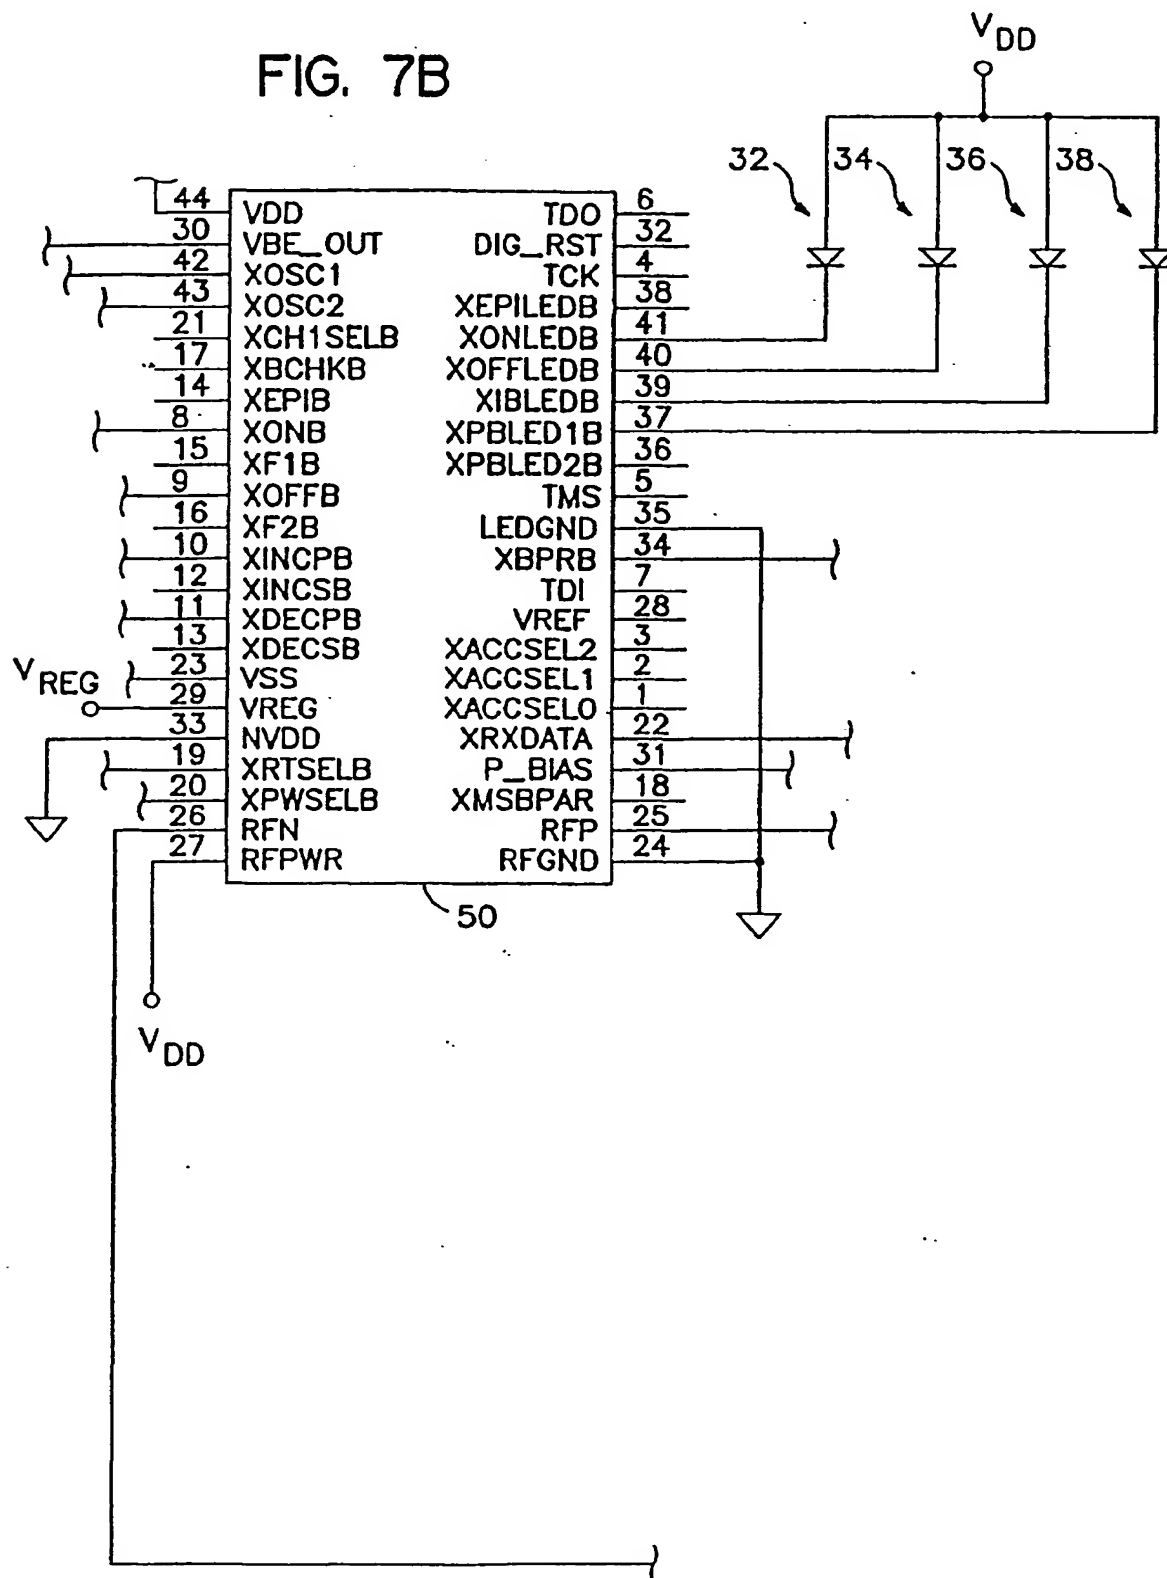 FIG. 7B
V DD
32 34 36 38
44 VDD TDO 6
30 VBE_OUT DIG_RST 32
42 XOSC1 TCK 4
43 XOSC2 XEPILEDB 38
21 XCH1SELB XONLEDB 41
17 XBCHKB XOFFLEDB 40
14 XEPIB XIBLEDB 39
8 XONB XPBLED1B 37
15 XF1B XPBLED2B 36
9 XOFFB TMS 5
16 XF2B LEDGND 35
10 XINCPB XBPRB 34
12 XINCSB TDI 7
11 XDECPB VREF 28
13 XDECSB XACCSEL2 3
23 VSS XACCSEL1 2
V REG 29 VREG XACCSEL0 1
33 NVDD XRXDATA 22
19 XRTSELB P_BIAS 31
20 XPWSELB XMSBPAR 18
26 RFN RFP 25
27 RFPWR RFGND 24
50
V DD